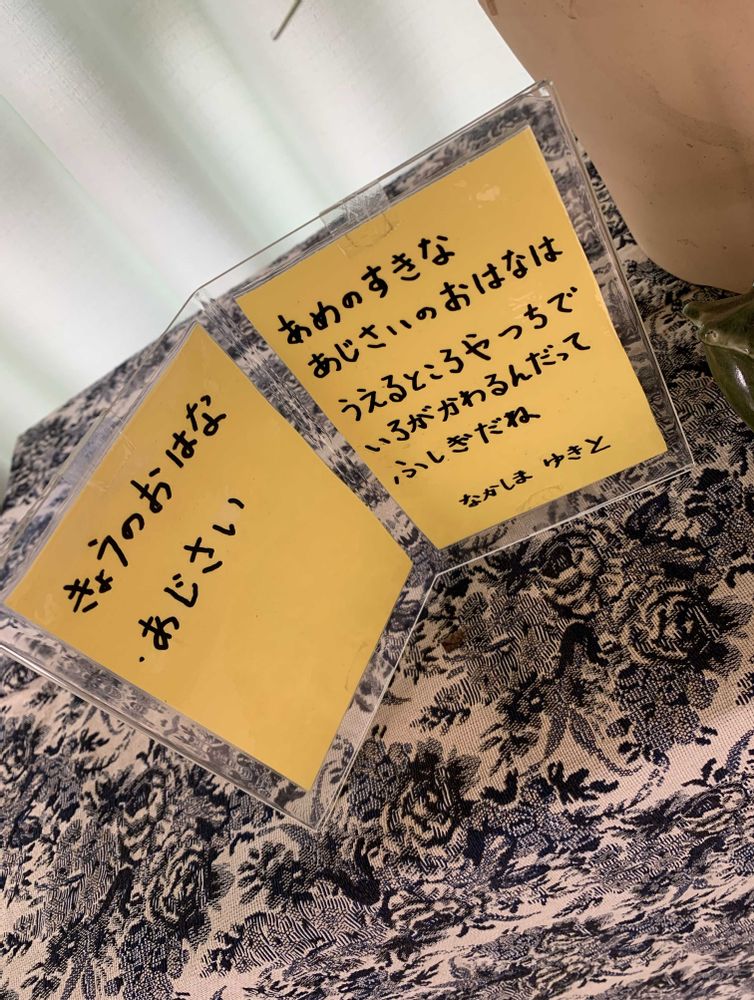 きょうのおはな
・あじさい
あめのすきな
あじさいのおはなは
うえるところやっちで
いろがかわるんだって
ふしぎだね
なかしま ゆきと